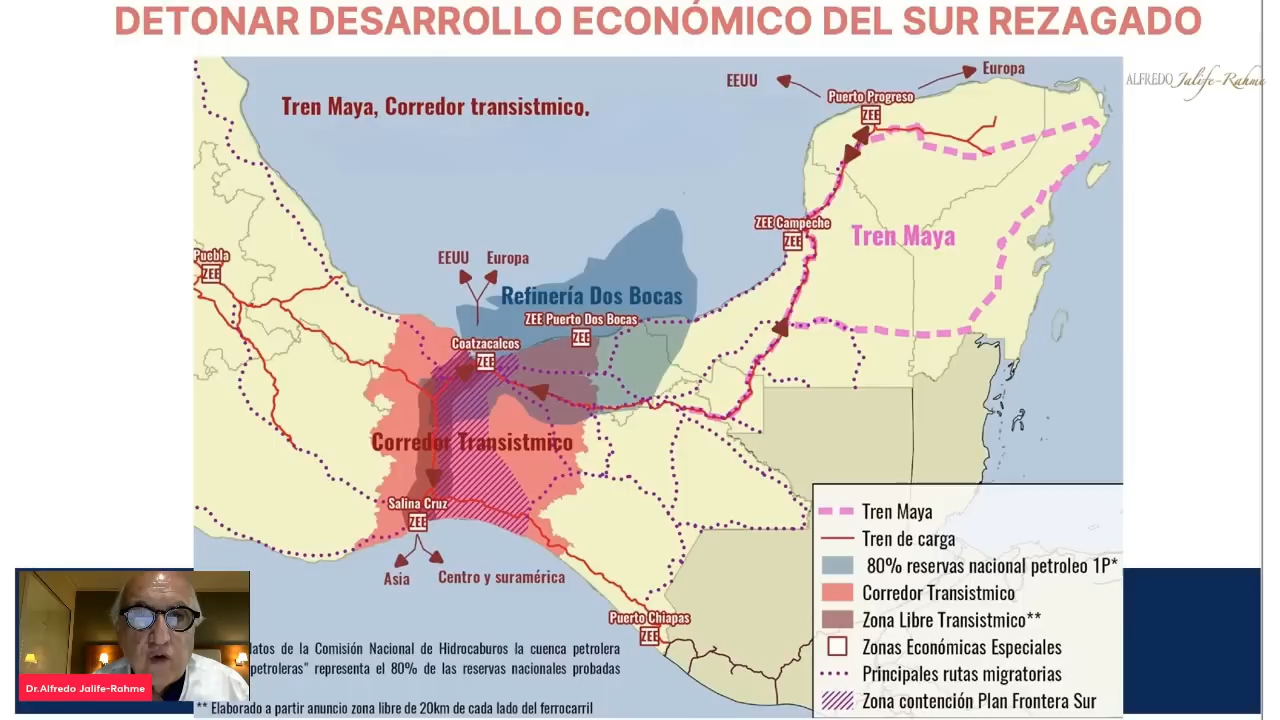 DETONAR DESARROLLO ECONÓMICO DEL SUR REZAGADO
ALFREDO Jalife-Rahme
Tren Maya, Corredor transistmico.
EEUU
Europa
Puerto Progreso
ZEE
ZEE Campeche
ZEE
Tren Maya
Puebla
ZEE
EEUU Europa
Refinería Dos Bocas
ZEE Puerto Dos Bocas
ZEE
Coatzacalcos
ZEE
Corredor Transistmico
Salina Cruz
ZEE
Asia
Centro y suramérica
Puerto Chiapas
ZEE
Tren Maya
Tren de carga
80% reservas nacional petroleo 1P*
Corredor Transistmico
Zona Libre Transistmico**
Zonas Económicas Especiales
Principales rutas migratorias
Zona contención Plan Frontera Sur
atos de la Comisión Nacional de Hidrocaburos la cuenca petrolera
petroleras" representa el 80% de las reservas nacionales probadas
** Elaborado a partir anuncio zona libre de 20km de cada lado del ferrocarril
Dr.Alfredo Jalife-Rahme